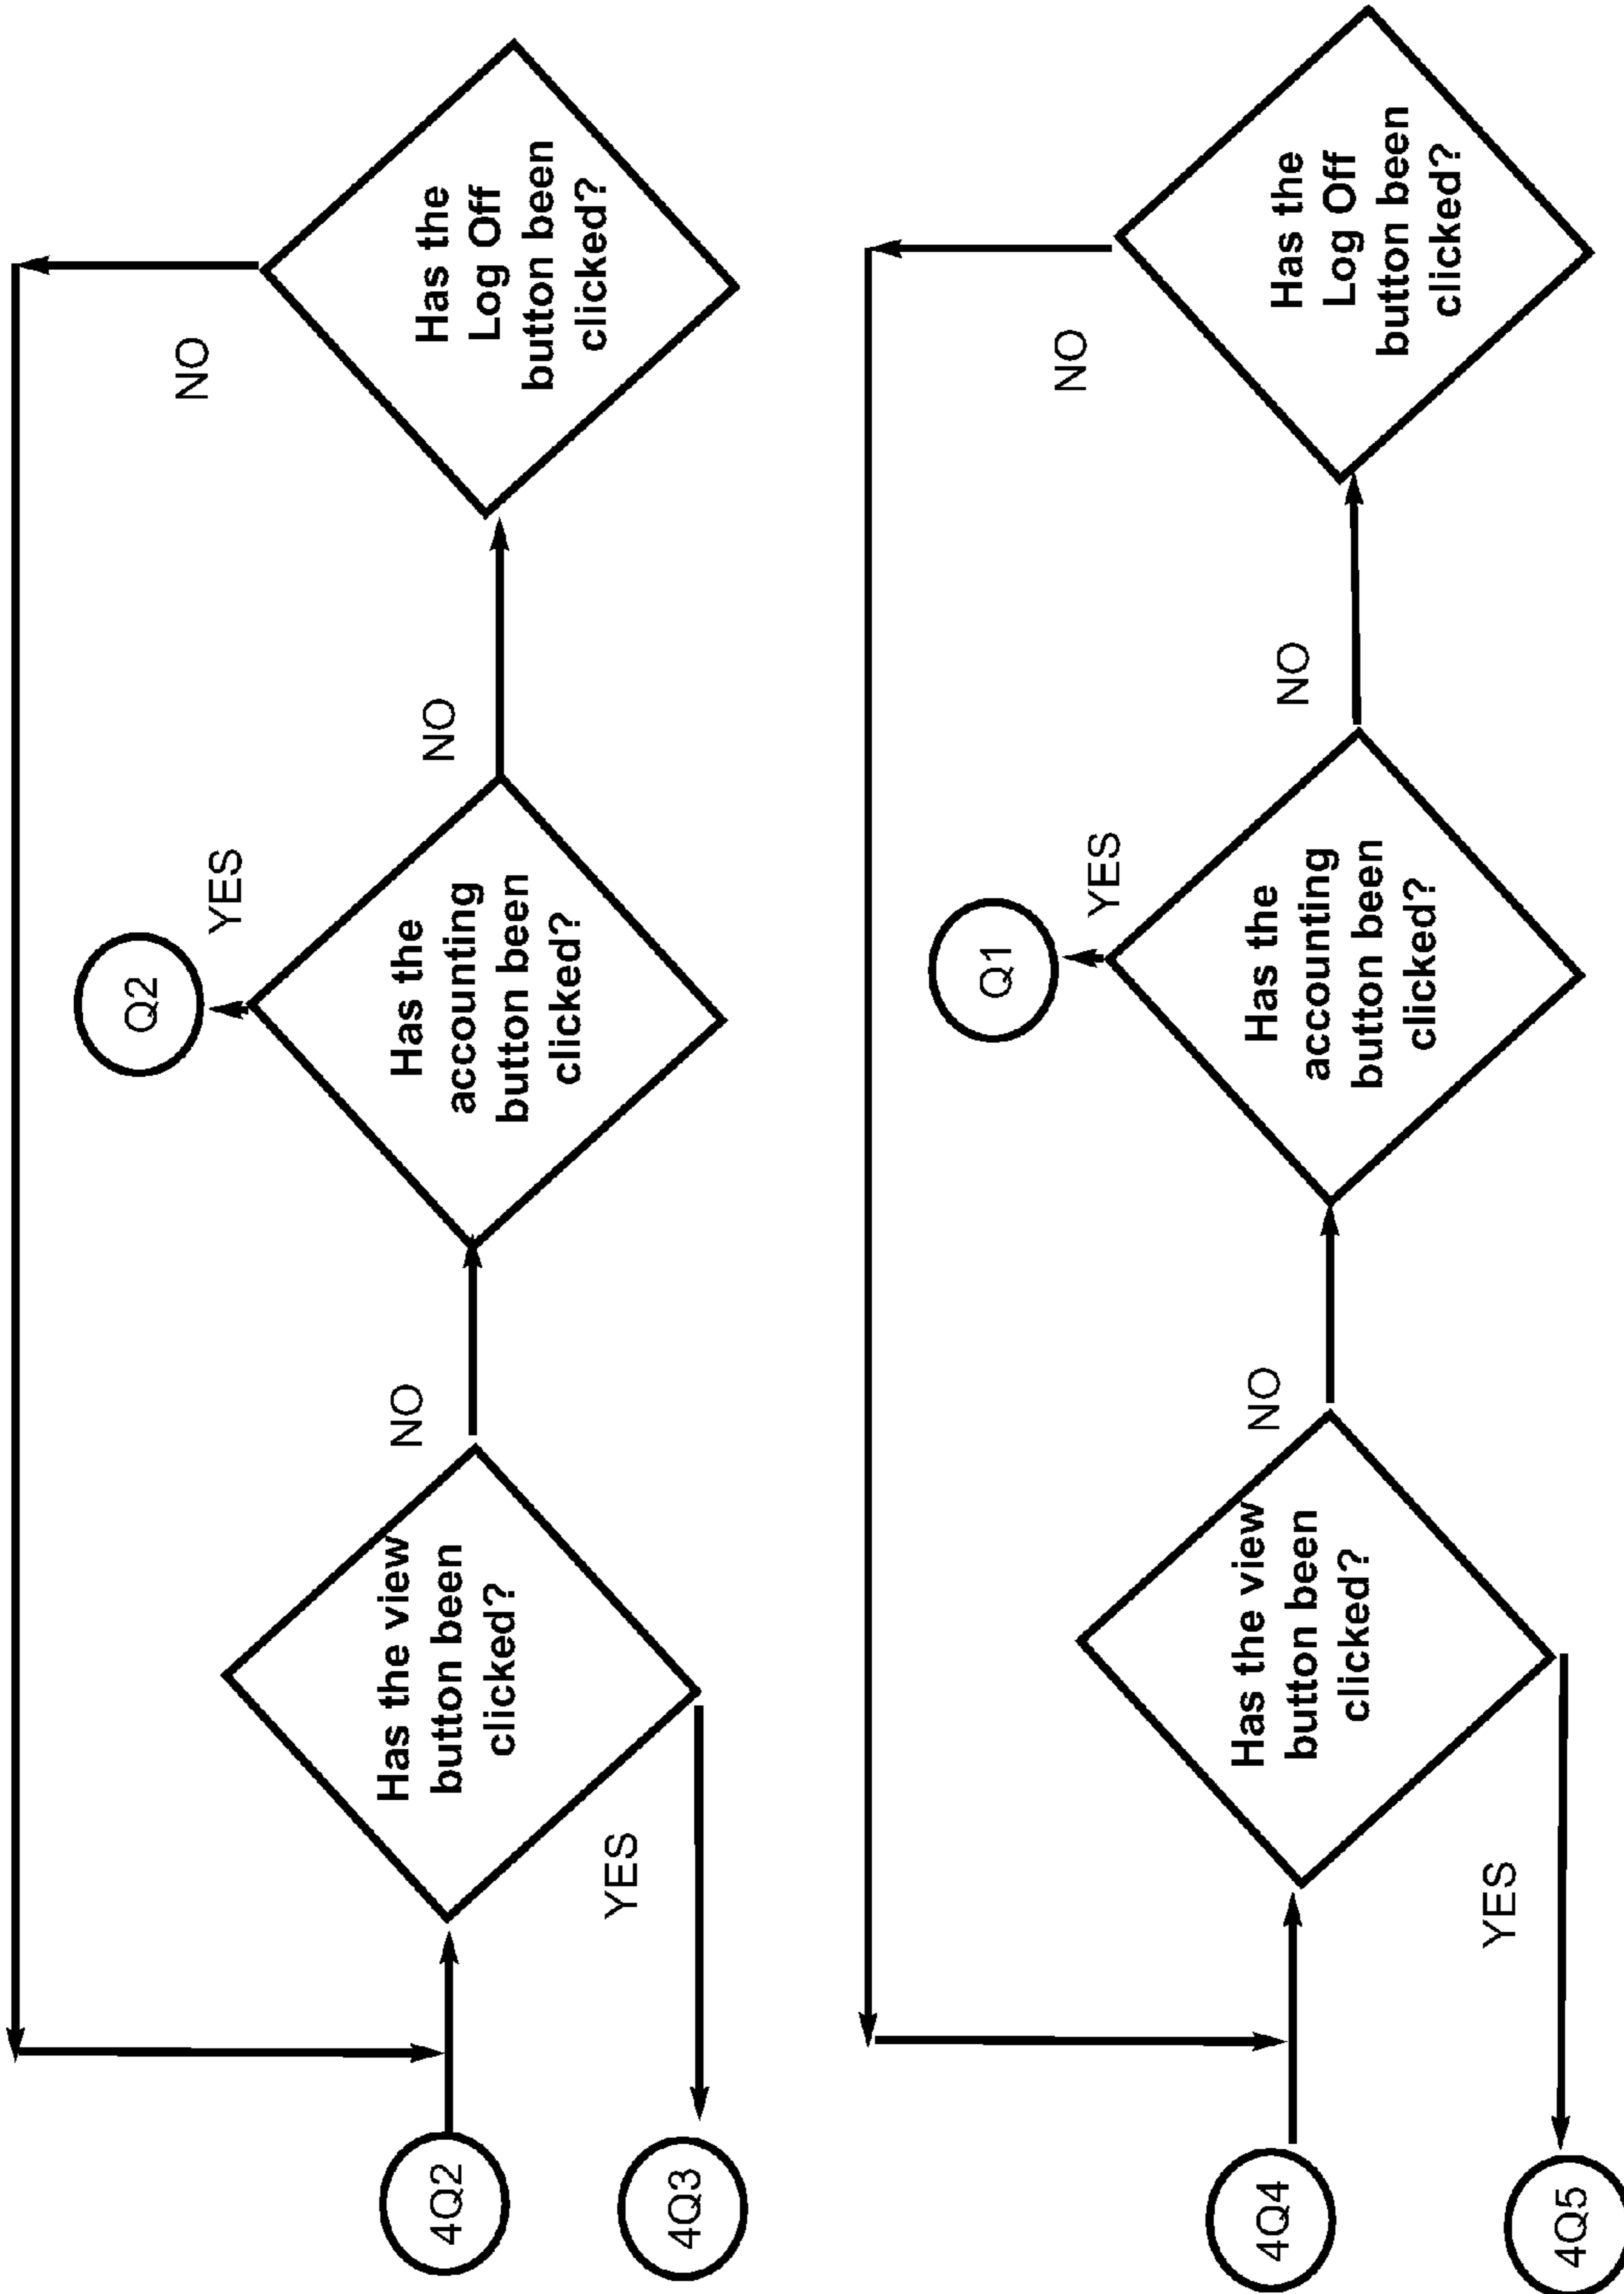 4Q2
Has the view
button been
clicked?
YES
4Q3
NO
Q2
YES
Has the
accounting
button been
clicked?
NO
Has the
Log Off
button been
clicked?
NO
4Q4
Has the view
button been
clicked?
YES
4Q5
NO
Q1
YES
Has the
accounting
button been
clicked?
NO
Has the
Log Off
button been
clicked?
NO